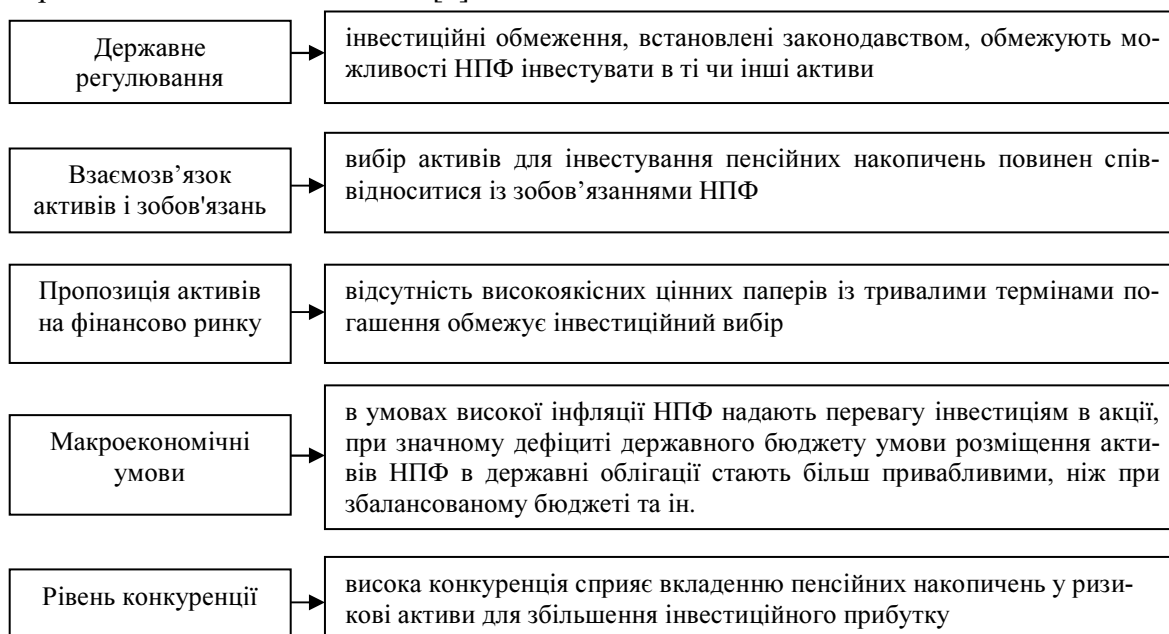 Державне
регулювання
інвестиційні обмеження, встановлені законодавством, обмежують мо-
жливості НПФ інвестувати в ті чи інші активи
Взаємозв’язок
активів і зобов'язань
вибір активів для інвестування пенсійних накопичень повинен спів-
відноситися із зобов’язаннями НПФ
Пропозиція активів
на фінансово ринку
відсутність високоякісних цінних паперів із тривалими термінами по-
гашення обмежує інвестиційний вибір
Макроекономічні
умови
в умовах високої інфляції НПФ надають перевагу інвестиціям в акції,
при значному дефіциті державного бюджету умови розміщення акти-
вів НПФ в державні облігації стають більш привабливими, ніж при
збалансованому бюджеті та ін.
Рівень конкуренції
висока конкуренція сприяє вкладенню пенсійних накопичень у ризи-
кові активи для збільшення інвестиційного прибутку